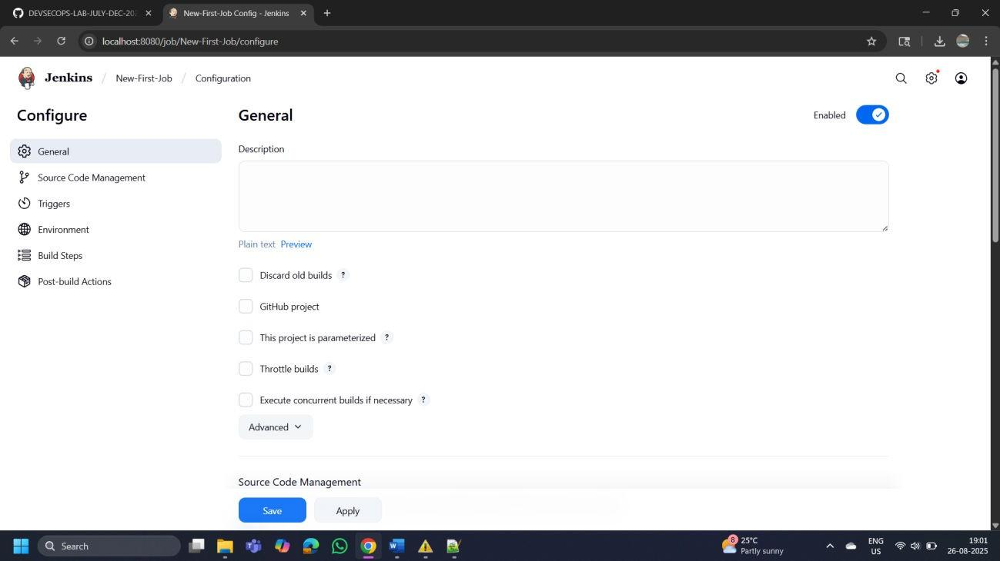 DEVSECOPS-LAB-JULY-DEC-202
New-First-Job Config - Jenkins
localhost:8080/job/New-First-Job/configure
Jenkins / New-First-Job / Configuration
Configure
General
Source Code Management
Triggers
Environment
Build Steps
Post-build Actions
General
Enabled
Description
Plain text Preview
Discard old builds ?
GitHub project
This project is parameterized ?
Throttle builds ?
Execute concurrent builds if necessary ?
Advanced
Source Code Management
Save
Apply
Search
8
25°C
Partly sunny
ENG
US
19:01
26-08-2025